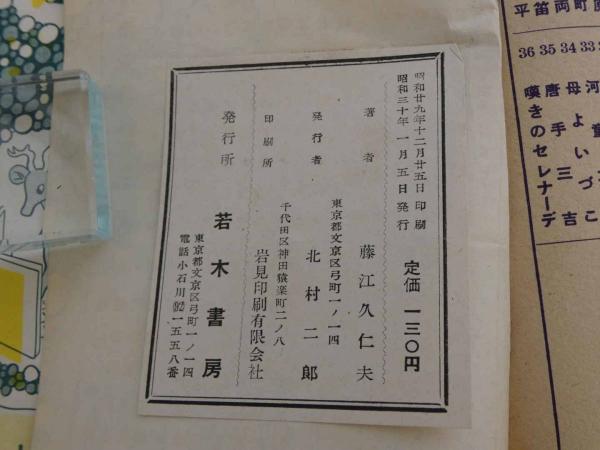 昭和廿九年十二月廿五日印刷
昭和三十年一月五日発行
定価 一三〇円
著者 藤江久仁夫
東京都文京区弓町一ノ一四
発行者 北村二郎
千代田区神田猿楽町二ノ八
印刷所 岩見印刷有限会社
発行所 若木書房
東京都文京区弓町一ノ一四
電話小石川(92)一五五八番
町
両
笛
平
33
34 母よい
35 唐手三吉
36 嘆きのセレナーデ